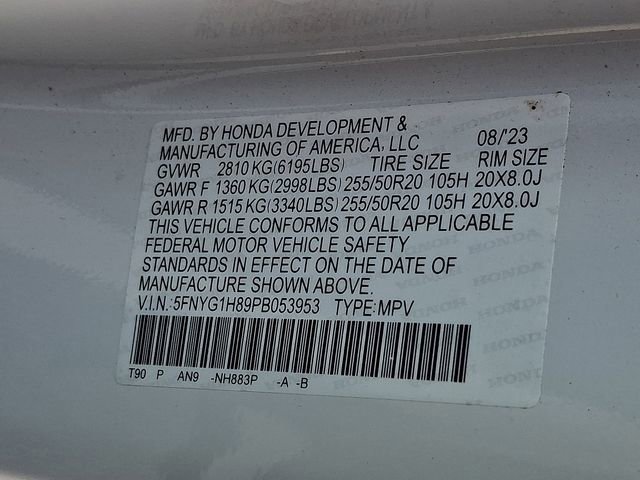 MFD. BY HONDA DEVELOPMENT &
MANUFACTURING OF AMERICA, LLC 08/'23
GVWR 2810 KG(6195LBS) TIRE SIZE RIM SIZE
GAWR F 1360 KG(2998LBS) 255/50R20 105H 20X8.0J
GAWR R 1515 KG(3340LBS) 255/50R20 105H 20X8.0J
THIS VEHICLE CONFORMS TO ALL APPLICABLE
FEDERAL MOTOR VEHICLE SAFETY
STANDARDS IN EFFECT ON THE DATE OF
MANUFACTURE SHOWN ABOVE.
V.I.N.:5FNYG1H89PB053953 TYPE:MPV
T90 P AN9 -NH883P -A -B